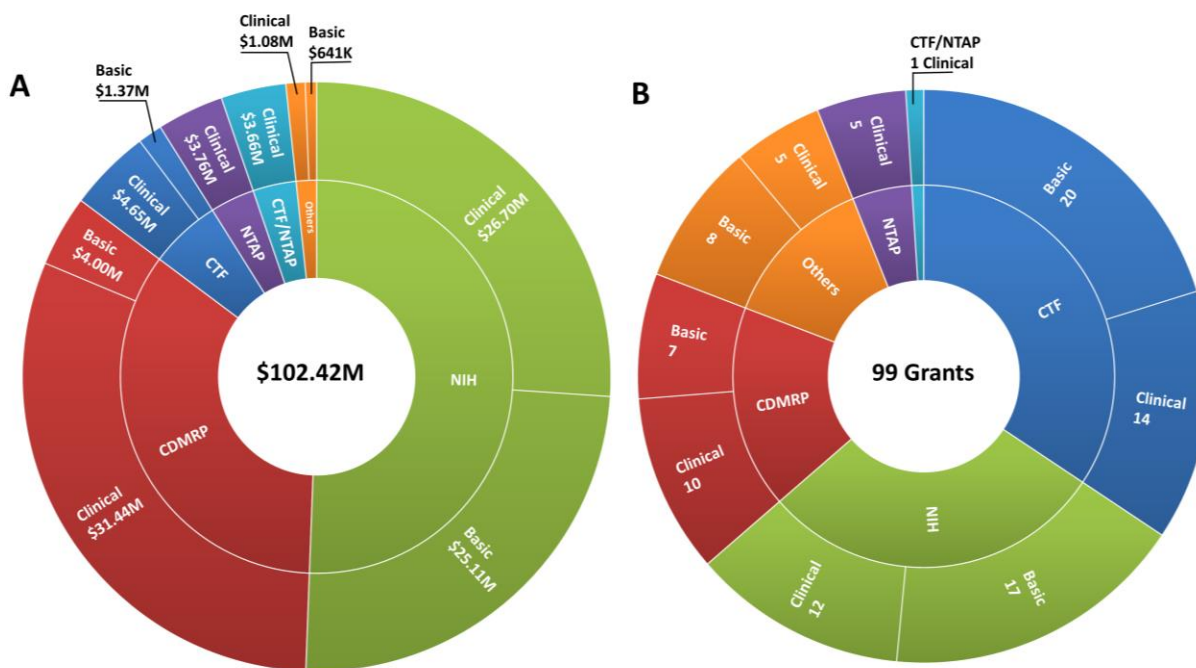 A
Clinical
$1.08M
Basic
$641K
Basic
$1.37M
Clinical
$3.66M
Clinical
$3.76M
Clinical
$4.65M
Basic
$4.00M
Clinical
$31.44M
Clinical
$26.70M
Basic
$25.11M
NIH
CDMRP
CTF
NTAP
CTF/NTAP
Others
$102.42M
B
CTF/NTAP
1 Clinical
Basic
20
Clinical
14
Basic
17
Clinical
12
Clinical
10
Basic
7
Basic
8
Clinical
5
Clinical
5
CTF
NIH
CDMRP
Others
NTAP
99 Grants